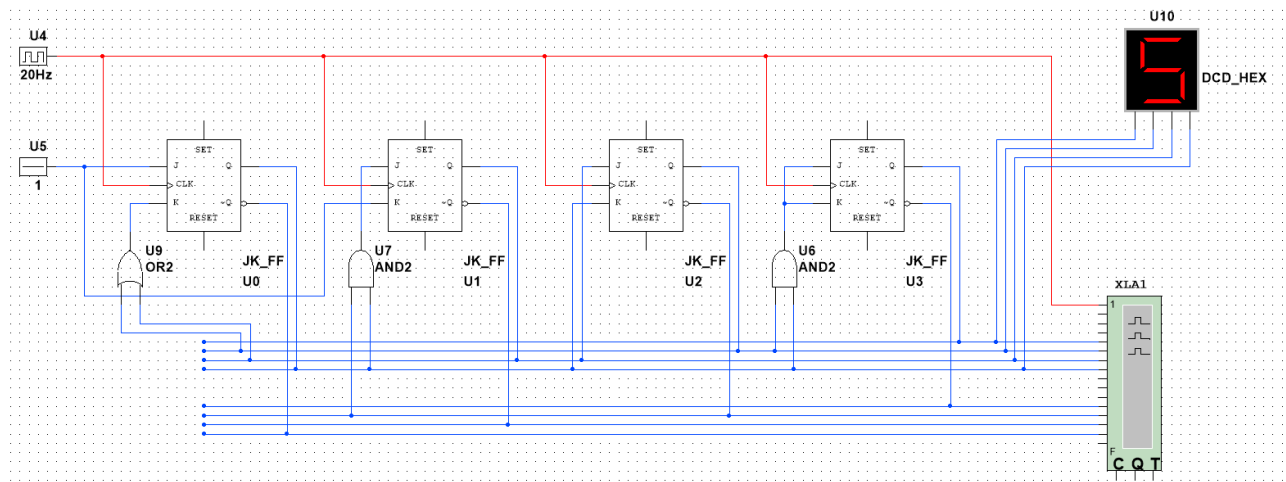 U4
20Hz
U5
1
SET
J Q
CLK
K ~Q
RESET
JK_FF
U0
U9
OR2
SET
J Q
CLK
K ~Q
RESET
JK_FF
U1
U7
AND2
SET
J Q
CLK
K ~Q
RESET
JK_FF
U2
SET
J Q
CLK
K ~Q
RESET
JK_FF
U3
U6
AND2
U10
5
DCD_HEX
XLA1
1
F
C Q T